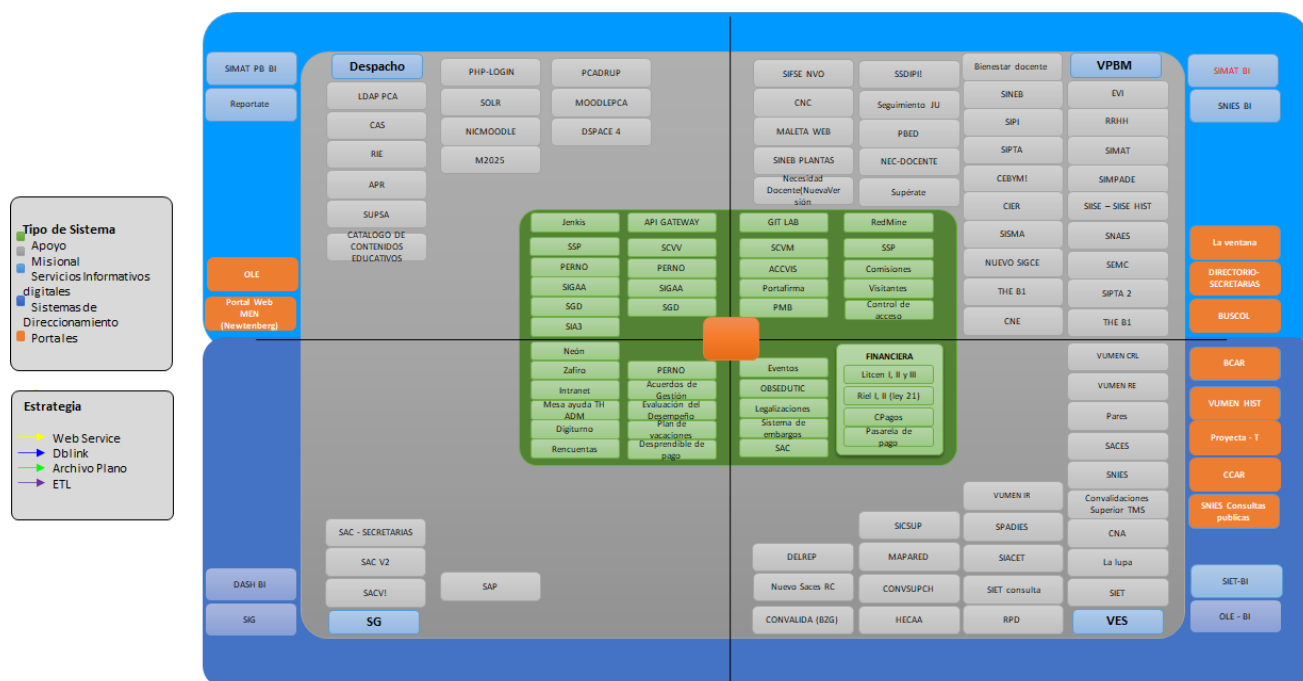 Tipo de Sistema
Apoyo
Misional
Servicios Informativos
digitales
Sistemas de
Direccionamiento
Portales
Estrategia
Web Service
Dblink
Archivo Plano
ETL
SIMAT PB BI
Reportate
OLE
Portal Web
MEN
(Newtenberg)
DASH BI
SIG
Despacho
LDAP PCA
CAS
RIE
APR
SUPSA
CATALOGO DE
CONTENIDOS
EDUCATIVOS
PHP-LOGIN
SOLR
NICMOODLE
M2025
PCADRUP
MOODLEPCA
DSPACE 4
SIFSE NVO
CNC
MALETA WEB
SINEB PLANTAS
Necesidad
Docente(NuevaVer
sión)
SSDIPI!
Seguimiento JU
PBED
NEC-DOCENTE
Supérate
Bienestar docente
SINEB
SIPI
SIPTA
CEBYM!
CIER
SISMA
NUEVO SIGCE
THE B1
CNE
VPBM
EVI
RRHH
SIMAT
SIMPADE
SIISE – SIISE HIST
SNAES
SEMC
SIPTA 2
THE B1
SIMAT BI
SNIES BI
La ventana
DIRECTORIO-
SECRETARIAS
BUSCOL
Jenkis
SSP
PERNO
SIGAA
SGD
SIA3
API GATEWAY
SCVV
PERNO
SIGAA
SGD
GIT LAB
SCVM
ACCVIS
Portafirma
PMB
RedMine
SSP
Comisiones
Visitantes
Control de
acceso
Neón
Zafiro
Intranet
Mesa ayuda TH
ADM
Digiturno
Rencuentas
PERNO
Acuerdos de
Gestión
Evaluación del
Desempeño
Plan de
vacaciones
Desprendible de
pago
Eventos
OBSEDUTIC
Legalizaciones
Sistema de
embargos
SAC
FINANCIERA
Litcen I, II y III
Riel I, II (ley 21)
CPagos
Pasarela de
pago
SAC - SECRETARIAS
SAC V2
SACV!
SG
SAP
DELREP
Nuevo Saces RC
CONVALIDA (BZG)
SICSUP
MAPARED
CONVSUPCH
HECAA
VUMEN IR
SPADIES
SIACET
SIET consulta
RPD
VUMEN CRL
VUMEN RE
Pares
SACES
SNIES
Convalidaciones
Superior TMS
CNA
La lupa
SIET
VES
BCAR
VUMEN HIST
Proyecta - T
CCAR
SNIES Consultas
publicas
SIET-BI
OLE - BI